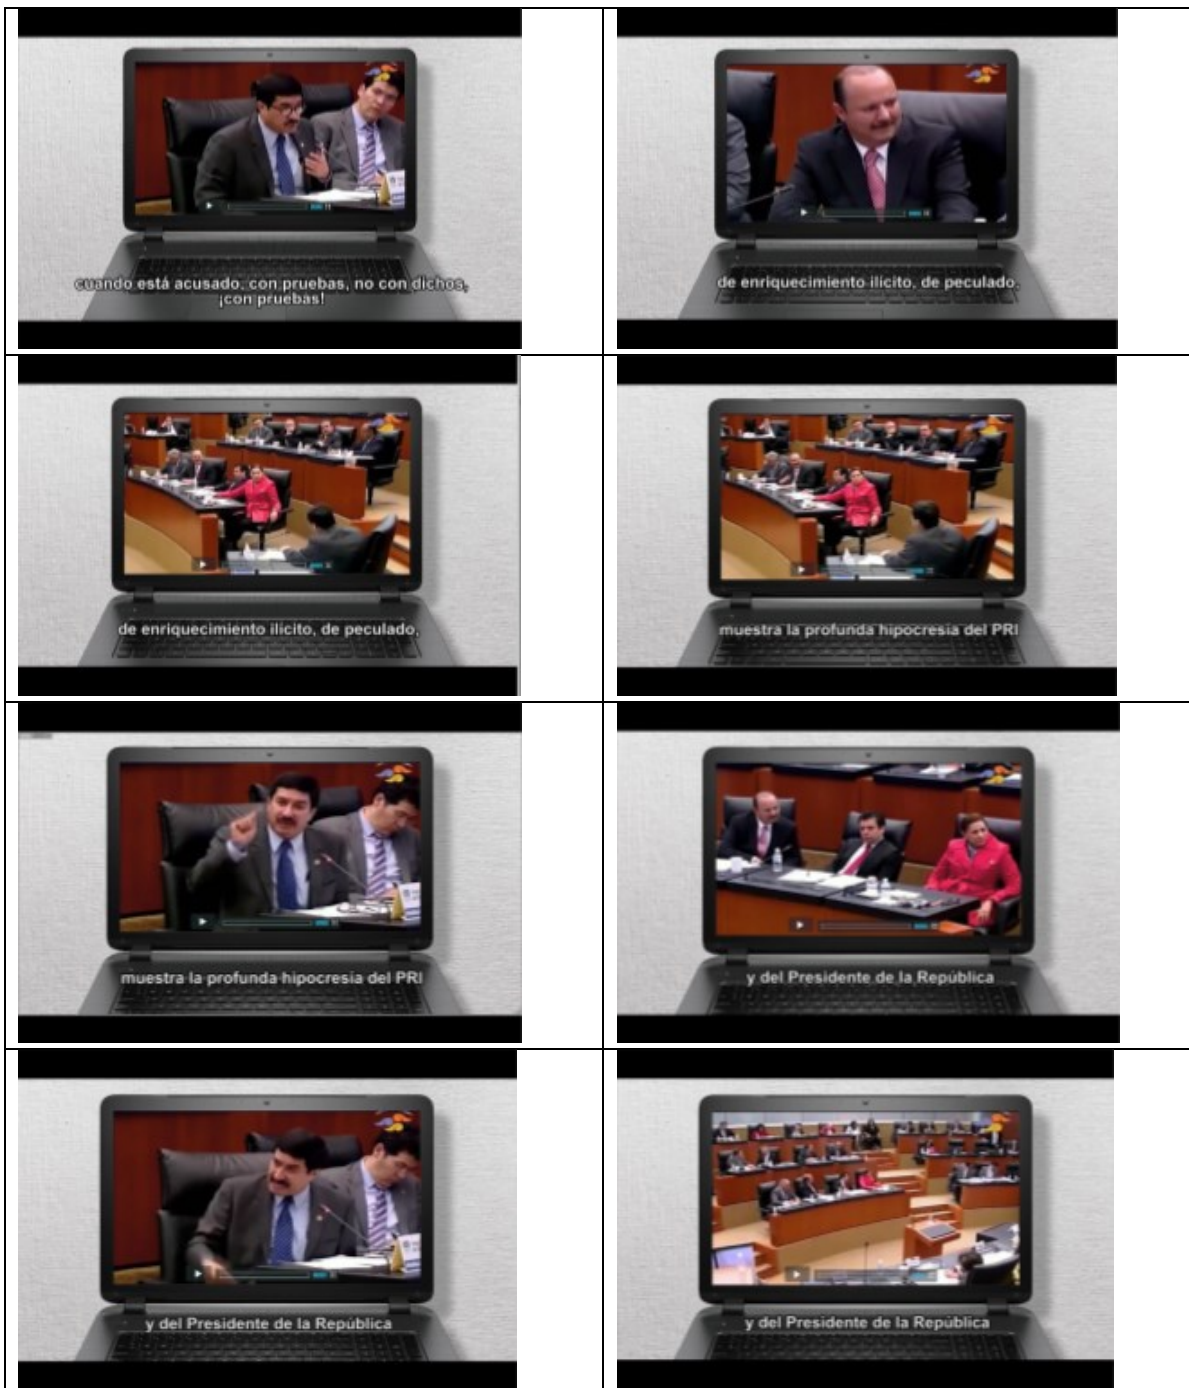 cuando está acusado, con pruebas, no con dichos,
¡con pruebas!
de enriquecimiento ilícito, de peculado,
de enriquecimiento ilícito, de peculado,
muestra la profunda hipocresía del PRI
muestra la profunda hipocresía del PRI
y del Presidente de la República
y del Presidente de la República
y del Presidente de la República